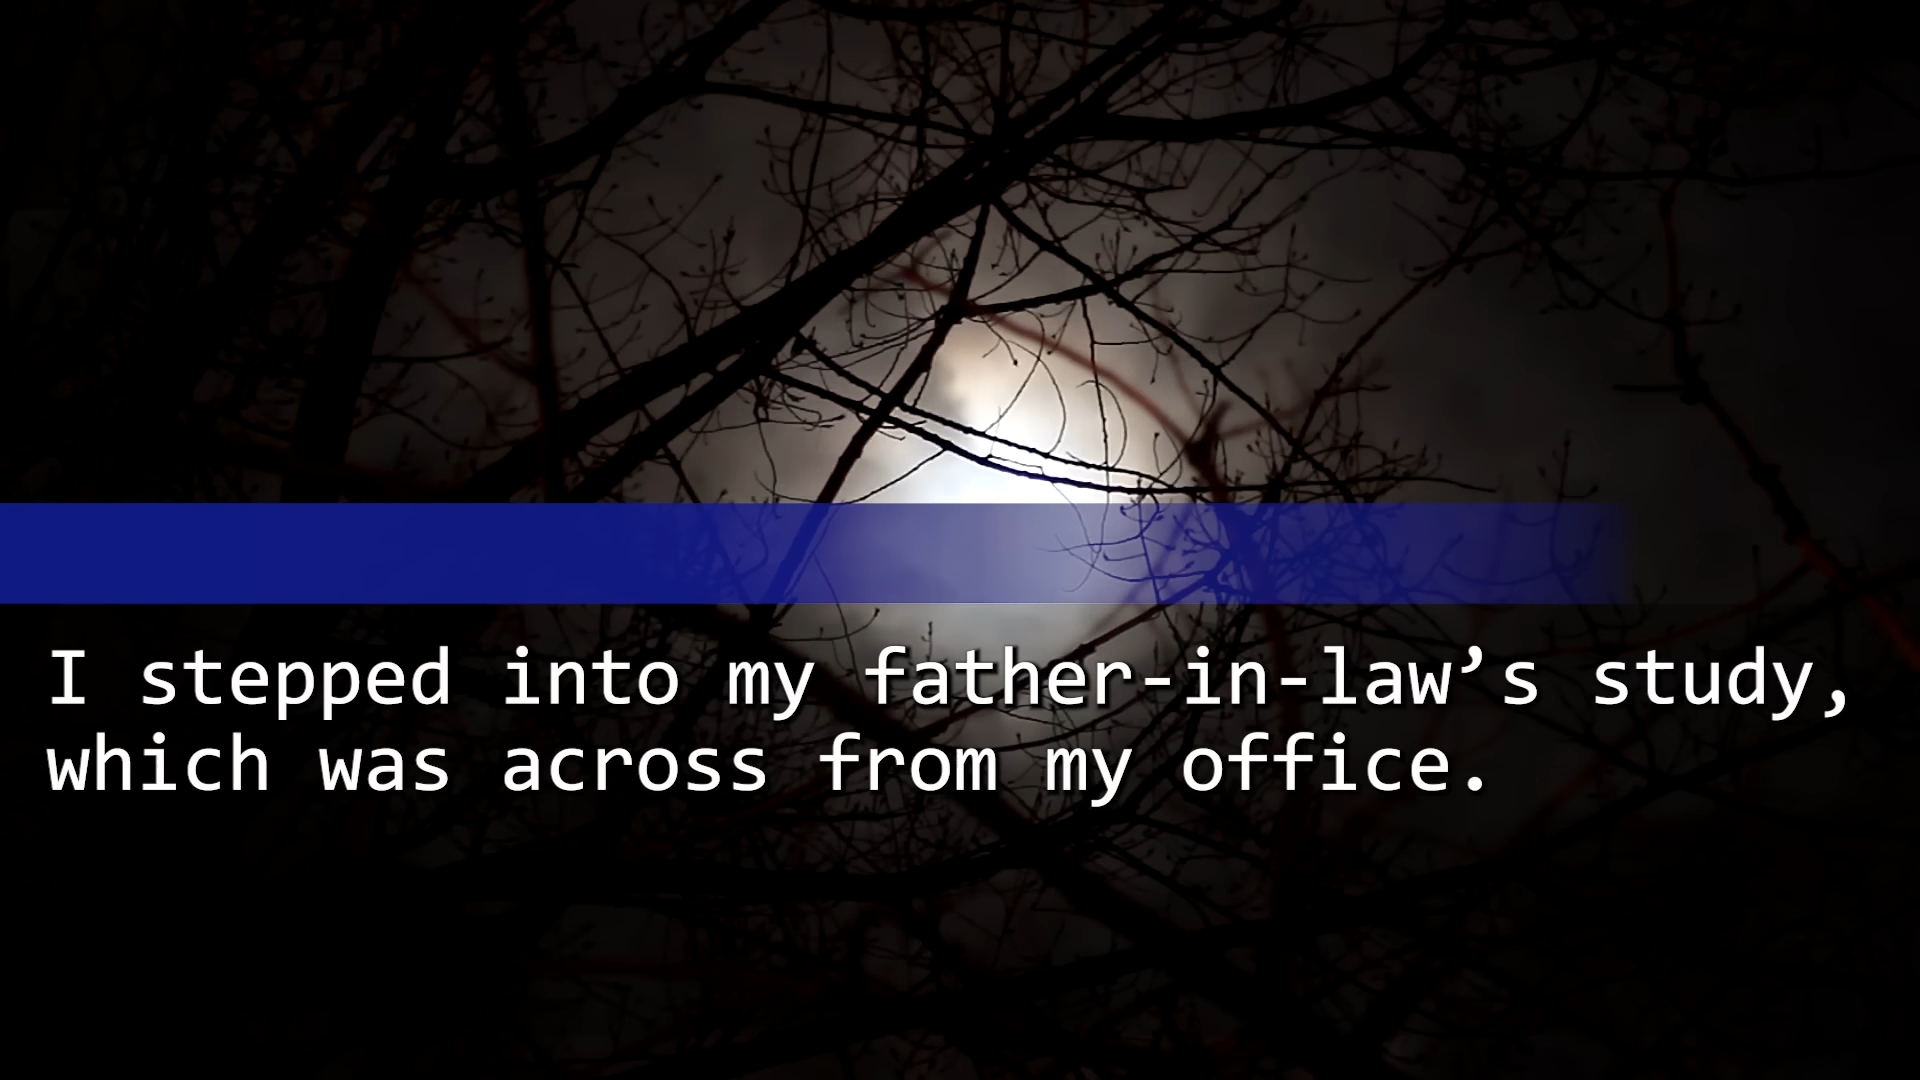 I stepped into my father-in-law’s study,
which was across from my office.